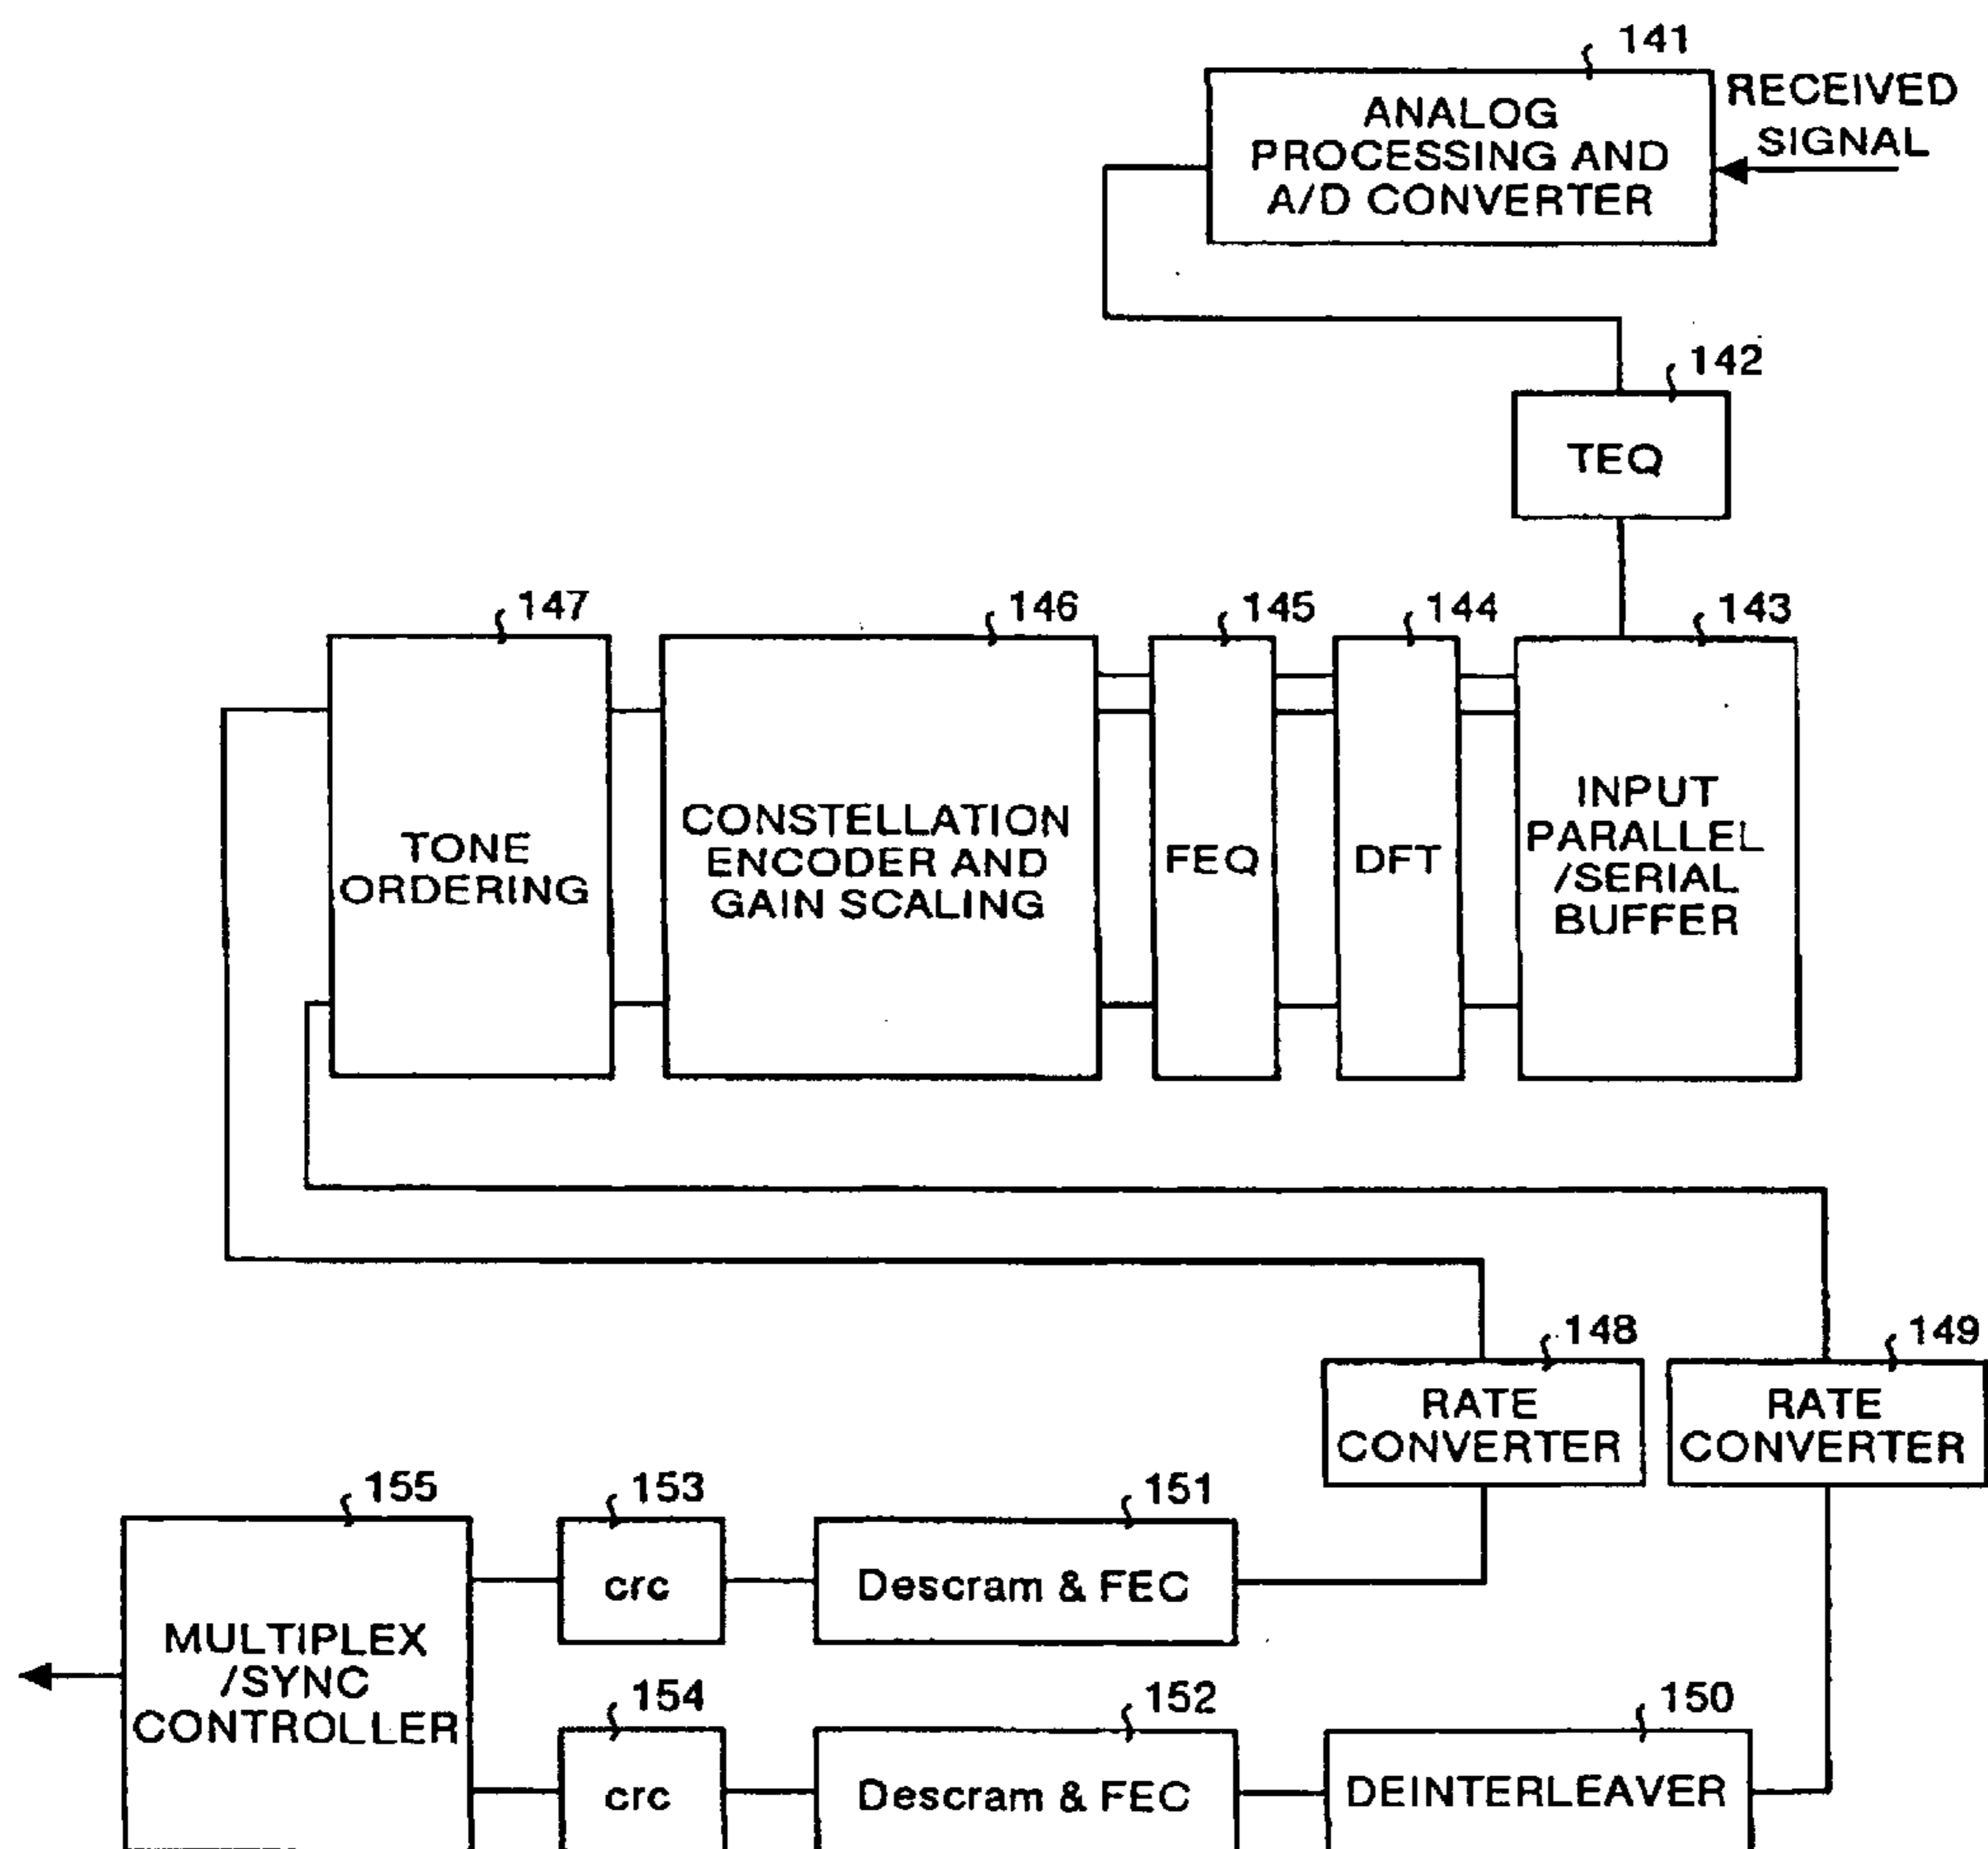 141
ANALOG
PROCESSING AND
A/D CONVERTER
RECEIVED
SIGNAL
142
TEQ
147
146
145
144
143
TONE
ORDERING
CONSTELLATION
ENCODER AND
GAIN SCALING
FEQ
DFT
INPUT
PARALLEL
/SERIAL
BUFFER
148
149
RATE
CONVERTER
RATE
CONVERTER
155
153
151
MULTIPLEX
/SYNC
CONTROLLER
crc
Descram & FEC
154
152
150
crc
Descram & FEC
DEINTERLEAVER